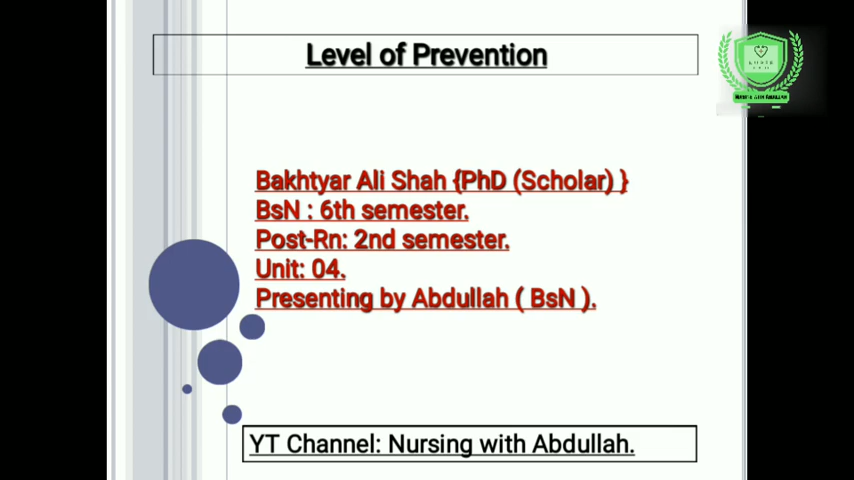 Level of Prevention
Bakhtyar Ali Shah {PhD (Scholar) }
BsN : 6th semester.
Post-Rn: 2nd semester.
Unit: 04.
Presenting by Abdullah ( BsN ).
YT Channel: Nursing with Abdullah.